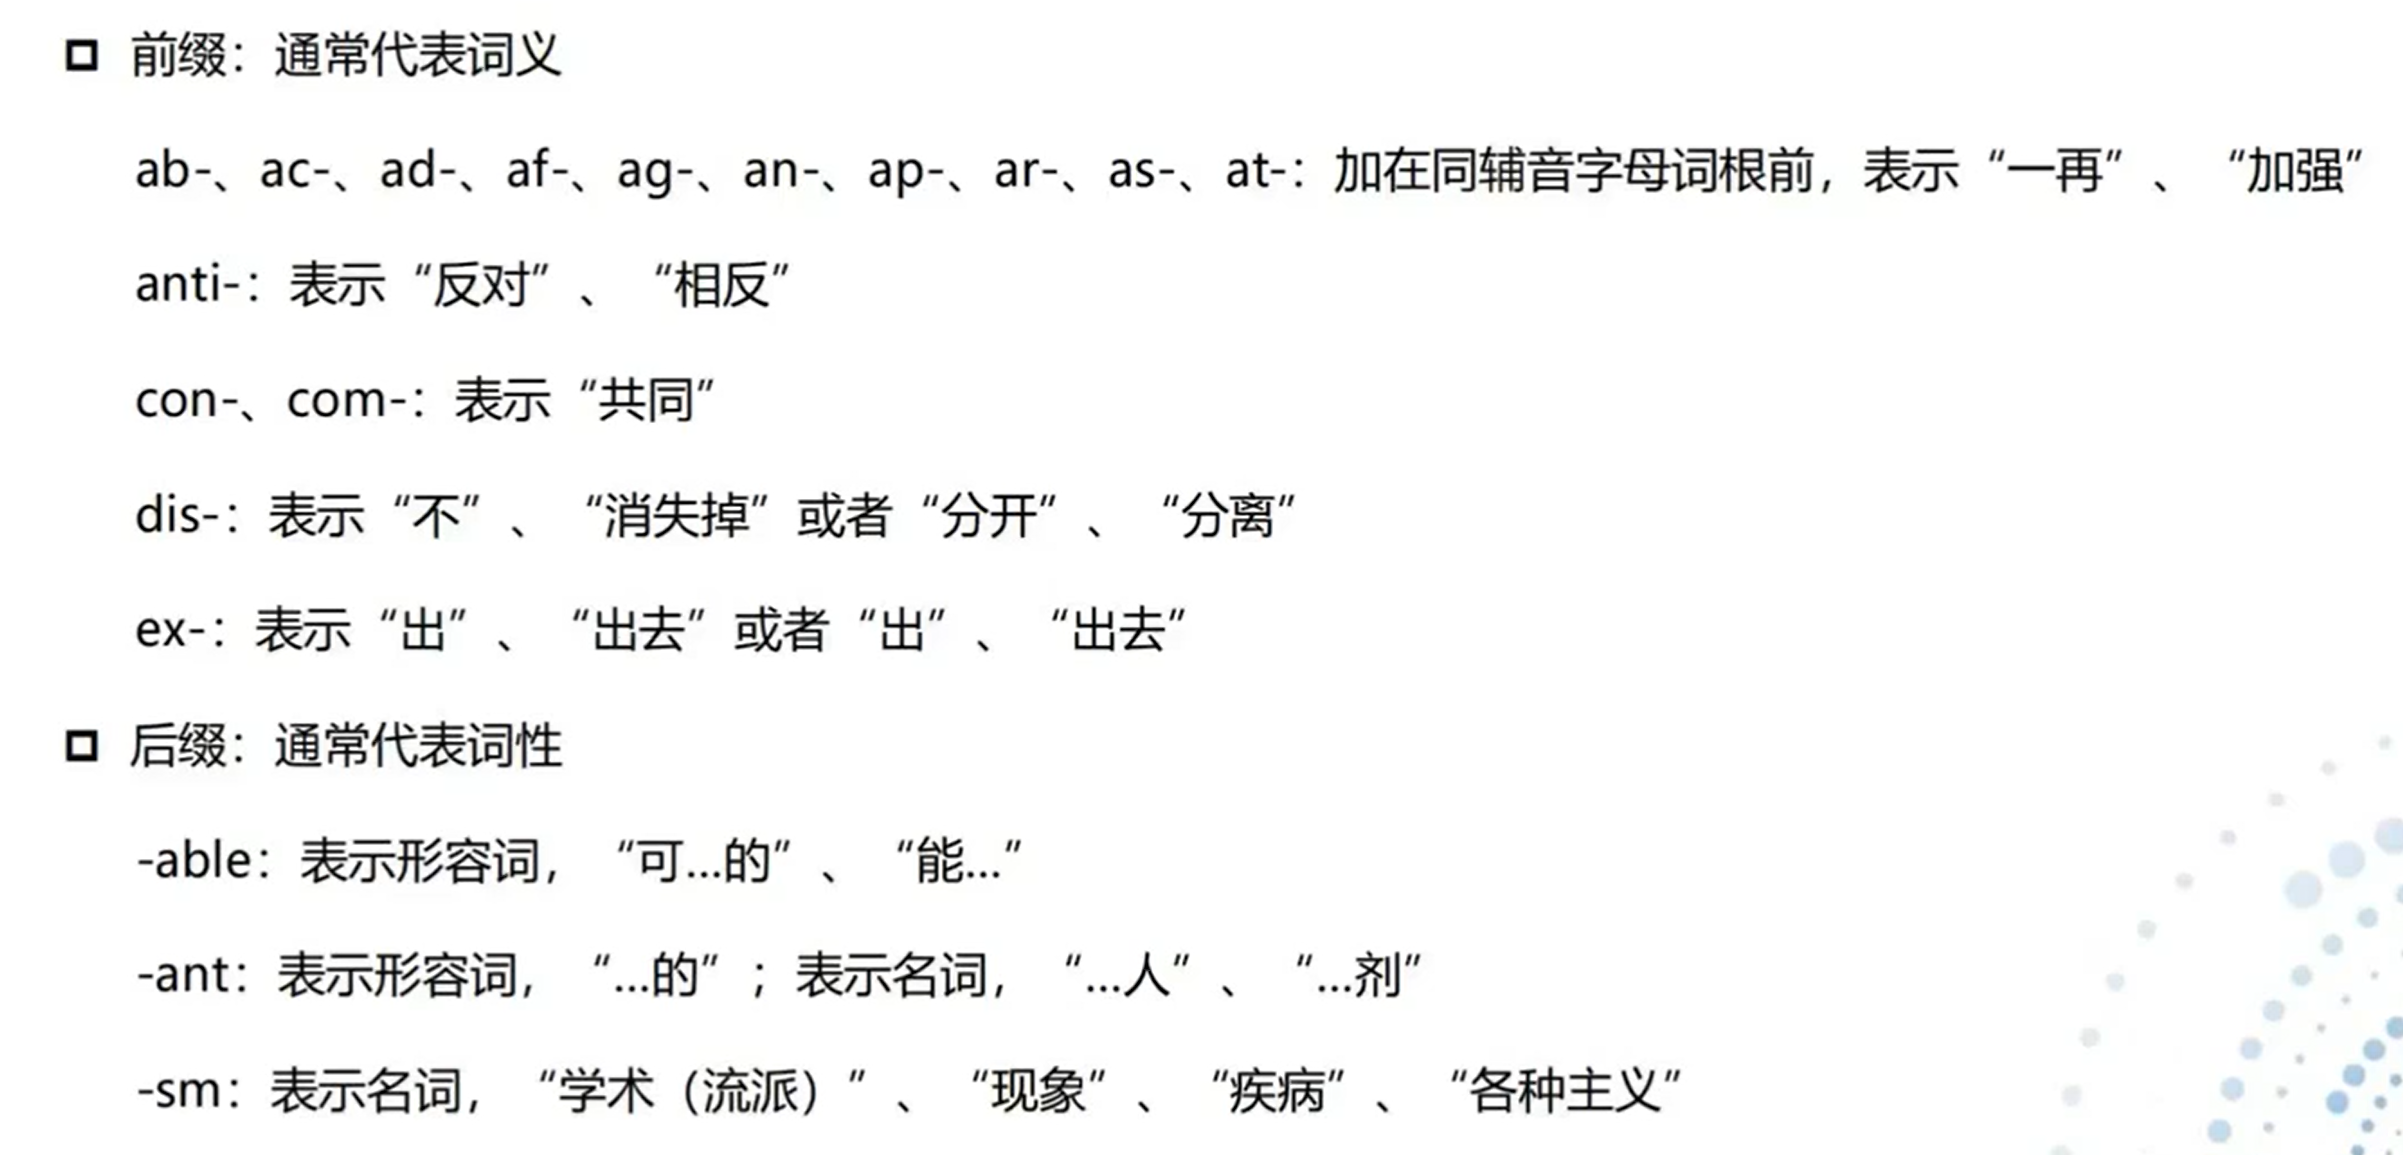 前缀：通常代表词义
ab-、ac-、ad-、af-、ag-、an-、ap-、ar-、as-、at-：加在同辅音字母词根前，表示“一再”、“加强”
anti-：表示“反对”、“相反”
con-、com-：表示“共同”
dis-：表示“不”、“消失掉”或者“分开”、“分离”
ex-：表示“出”、“出去”或者“出”、“出去”
后缀：通常代表词性
-able：表示形容词，“可...的”、“能...”
-ant：表示形容词，“...的”；表示名词，“...人”、“...剂”
-sm：表示名词，“学术（流派）”、“现象”、“疾病”、“各种主义”